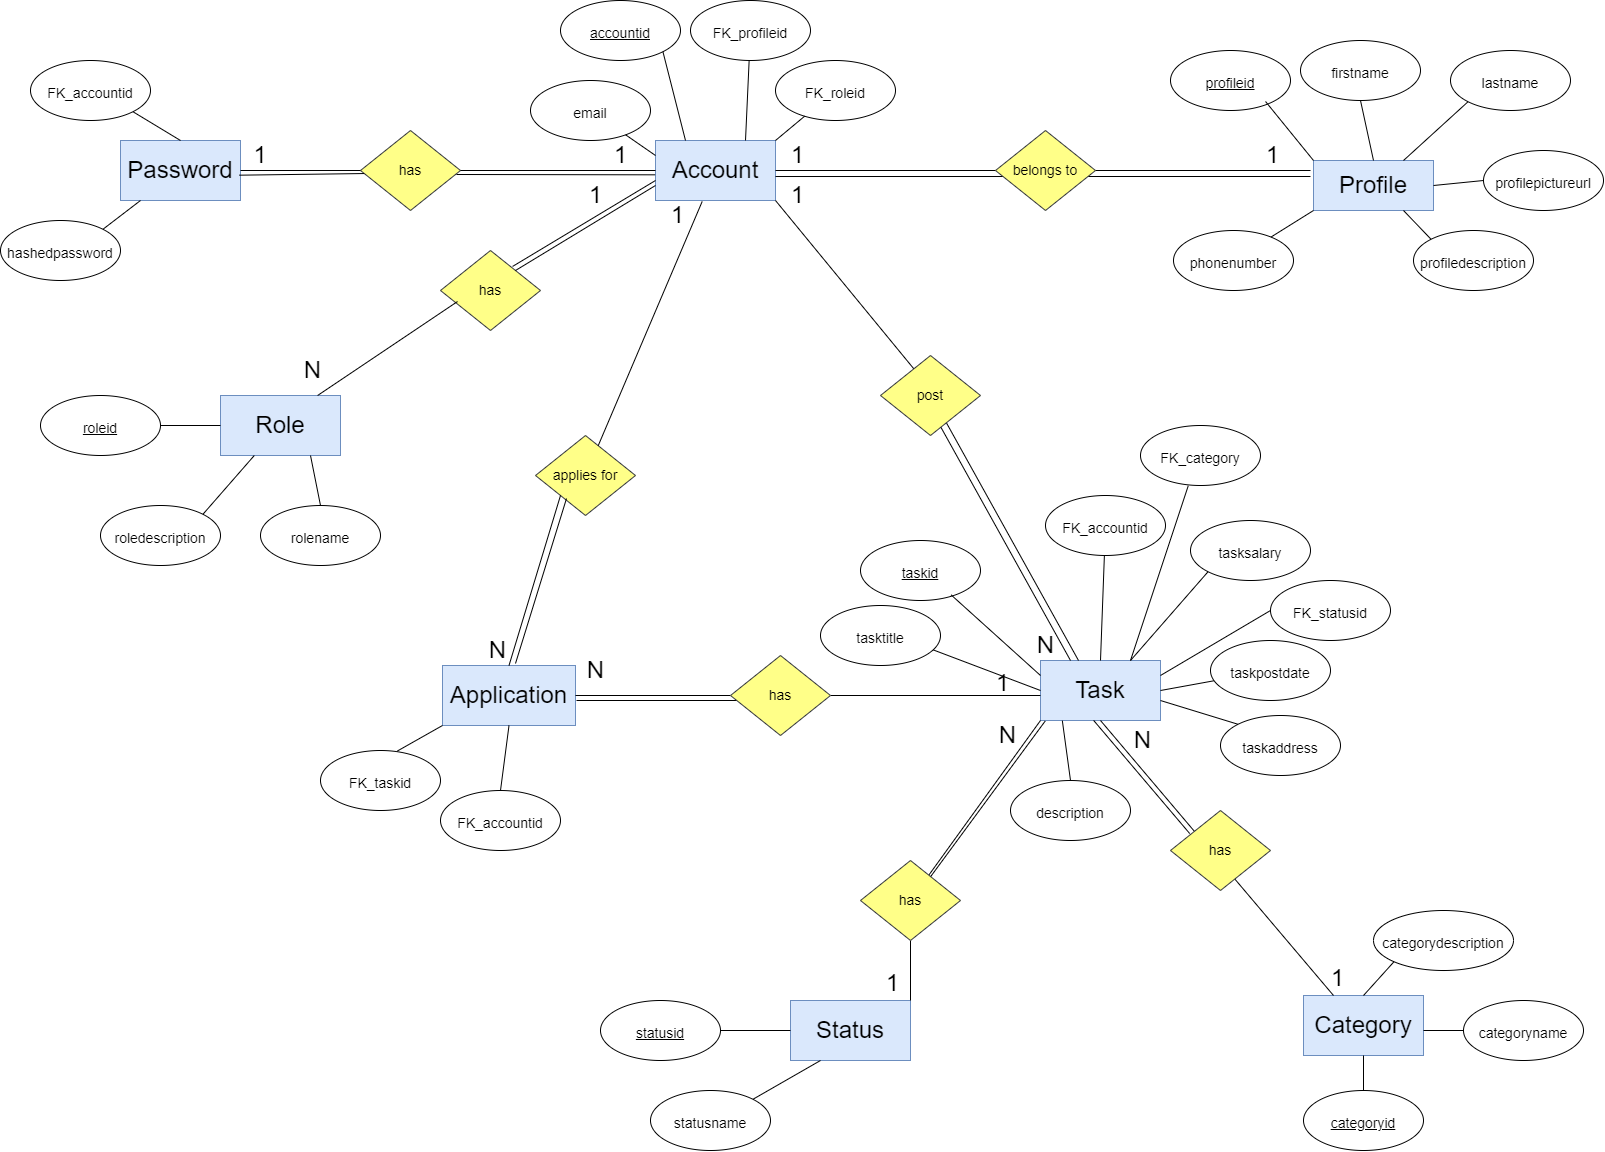 accountid
FK_profileid
FK_accountid
email
FK_roleid
profileid
firstname
lastname
Password
1
has
1
Account
1
belongs to
1
Profile
profilepictureurl
hashedpassword
1
1
1
phonenumber
profiledescription
has
N
roleid
Role
roledescription
rolename
post
applies for
FK_category
FK_accountid
tasksalary
taskid
FK_statusid
tasktitle
N
N
N
taskpostdate
Application
has
1
Task
taskaddress
FK_taskid
FK_accountid
N
N
description
has
has
1
1
categorydescription
statusid
Status
Category
categoryname
statusname
categoryid